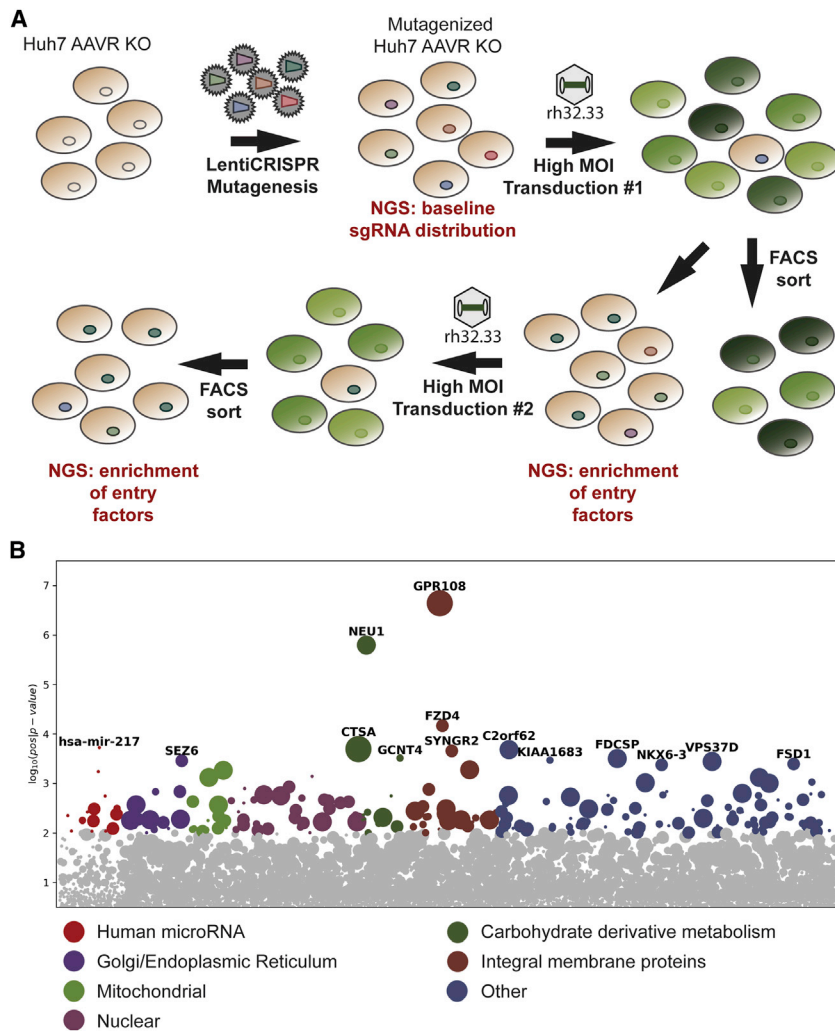 A
Huh7 AAVR KO
LentiCRISPR
Mutagenesis
Mutagenized
Huh7 AAVR KO
NGS: baseline
sgRNA distribution
rh32.33
High MOI
Transduction #1
FACS
sort
NGS: enrichment
of entry
factors
rh32.33
High MOI
Transduction #2
FACS
sort
NGS: enrichment
of entry
factors
B
log10(pos|p − value)
7
6
5
4
3
2
1
GPR108
NEU1
FZD4
CTSA
GCNT4
SYNGR2
C2orf62
KIAA1683
FDCSP
NKX6-3
VPS37D
FSD1
hsa-mir-217
SEZ6
Human microRNA
Golgi/Endoplasmic Reticulum
Mitochondrial
Nuclear
Carbohydrate derivative metabolism
Integral membrane proteins
Other